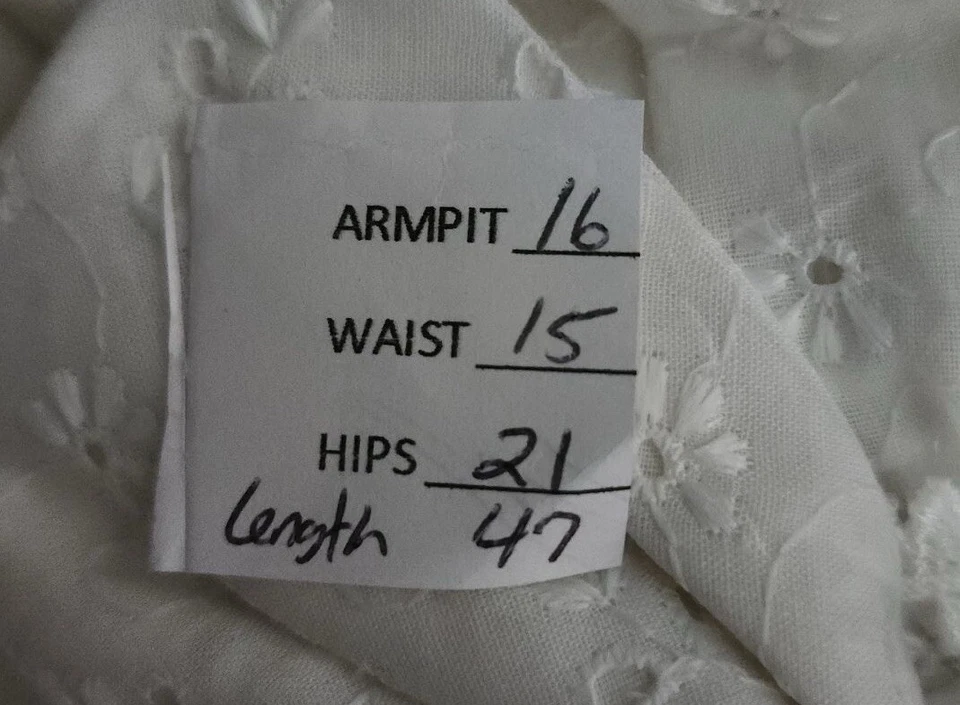 ARMPIT 16
WAIST 15
HIPS 21
Length 47